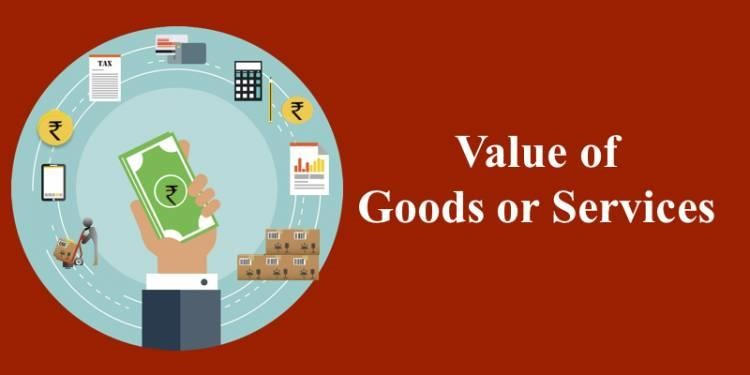 TAX
₹
₹
₹
Value of
Goods or Services